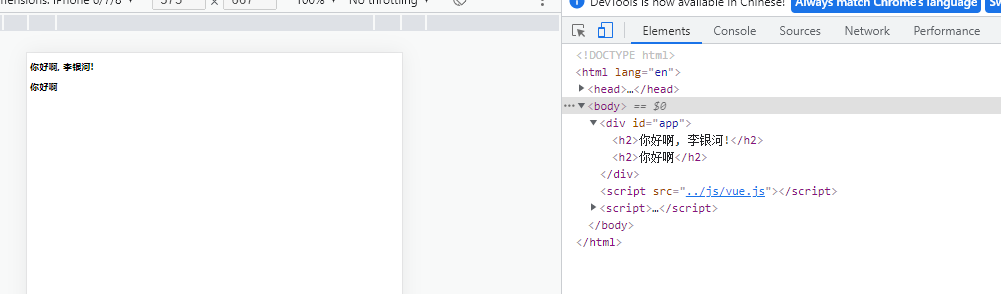 mensions: iPhone 6/7/8 ▼ 375 × 667 100% ▼ No throttling ▼
DevTools is now available in Chinese! Always match Chrome's language Sw
Elements Console Sources Network Performance
你好啊, 李银河!
你好啊
<!DOCTYPE html>
<html lang="en">
▶<head>…</head>
…▼<body> == $0
▼<div id="app">
<h2>你好啊, 李银河!</h2>
<h2>你好啊</h2>
</div>
<script src="../js/vue.js"></script>
▶<script>…</script>
</body>
</html>